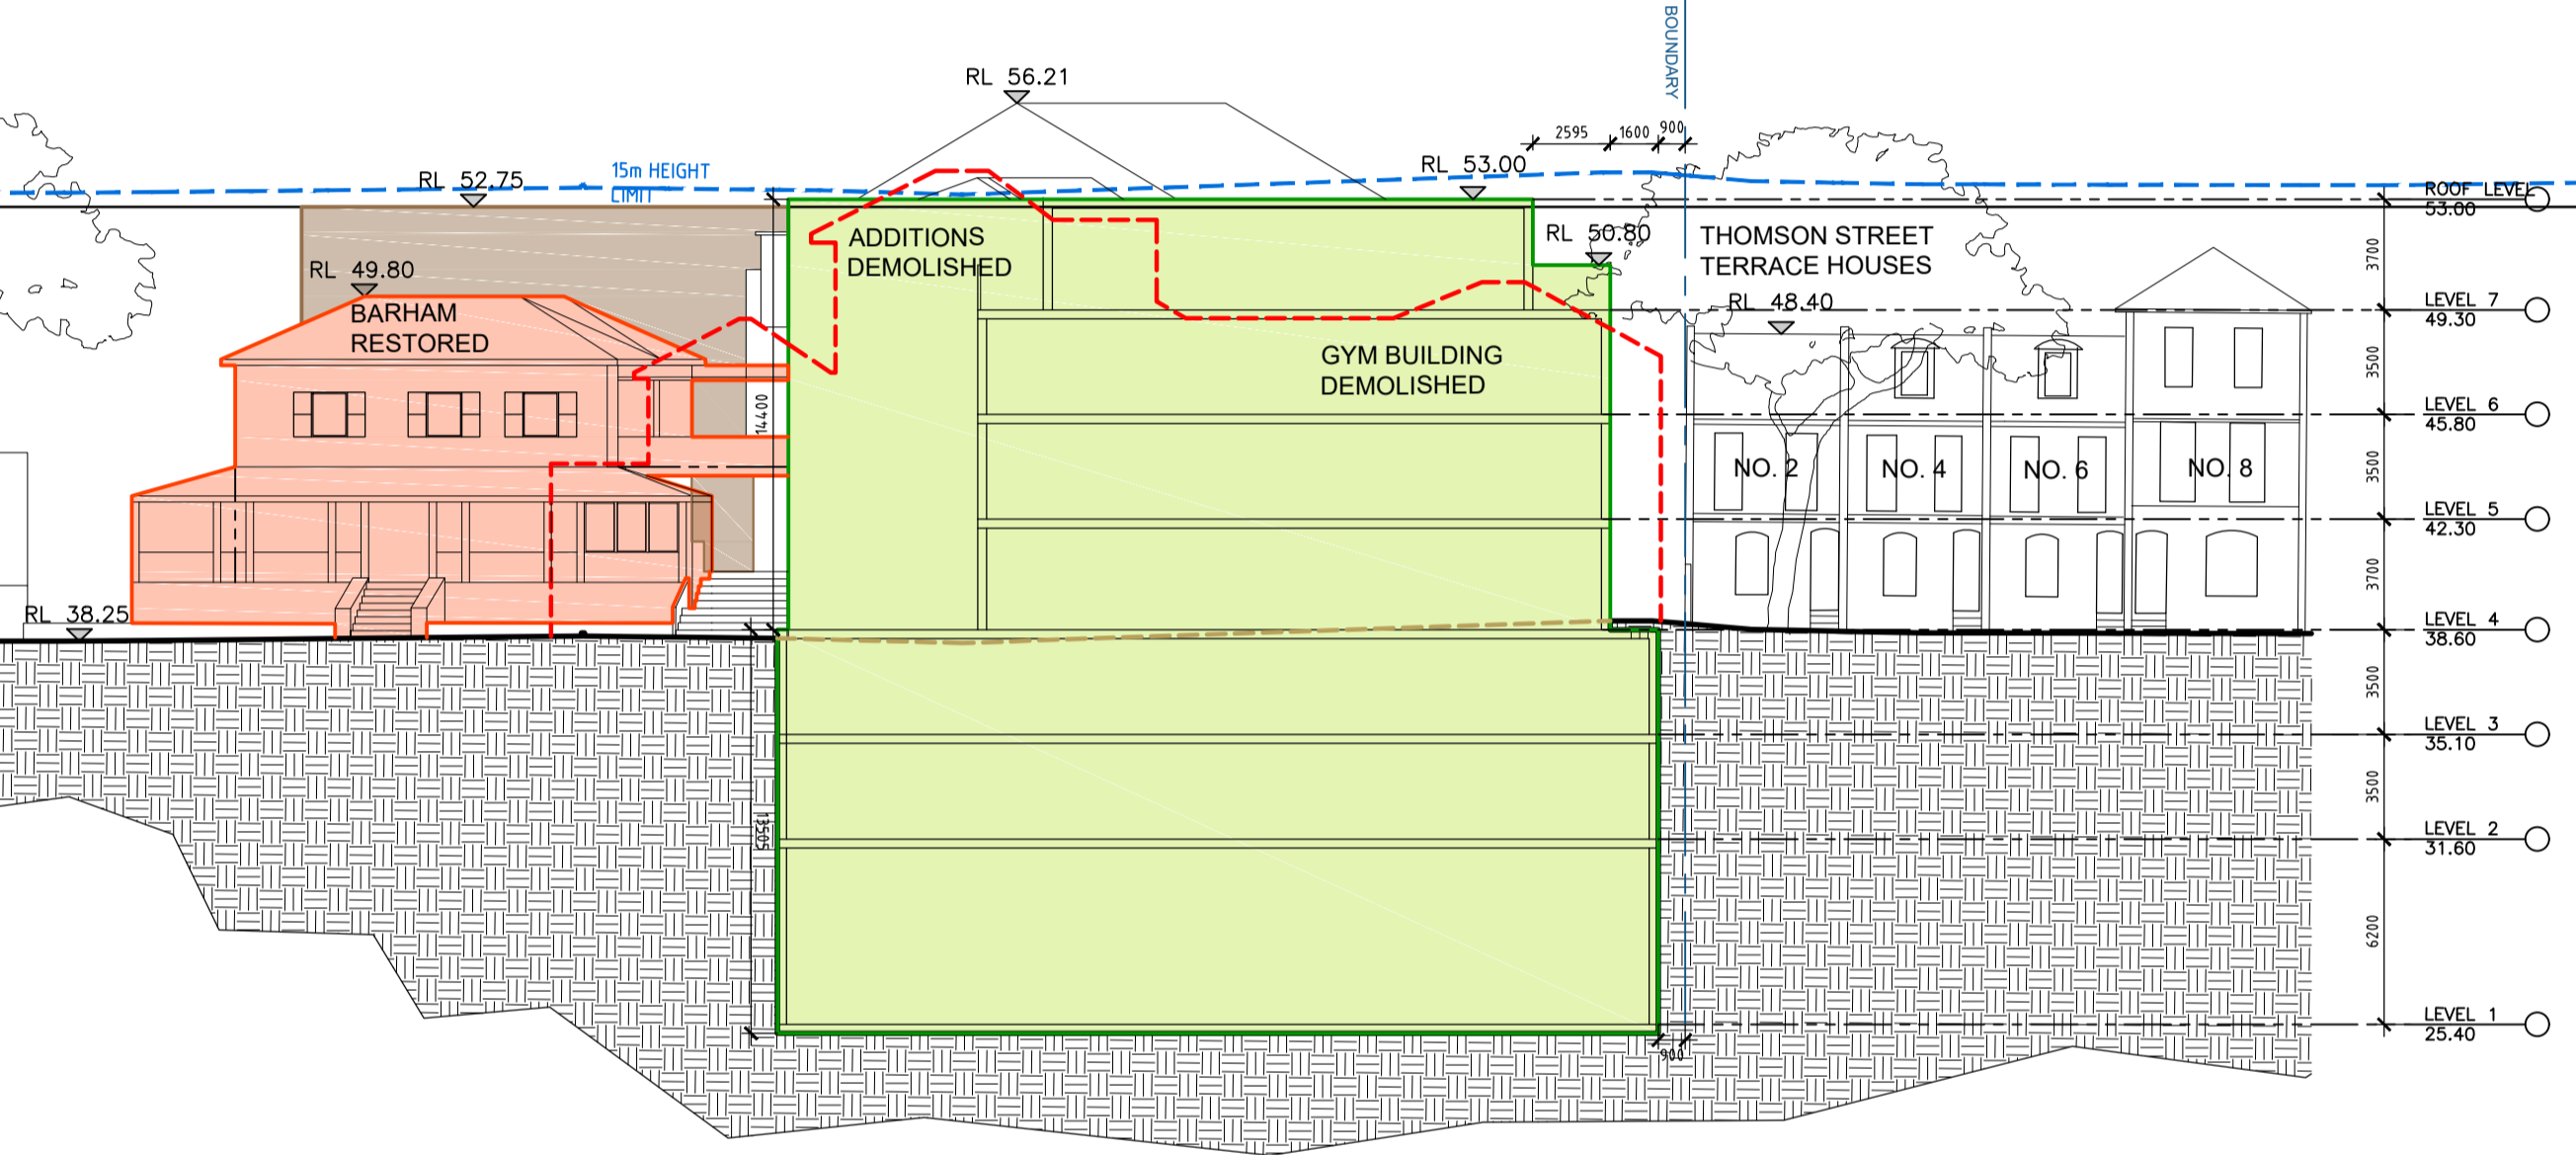 BOUNDARY
RL 56.21
2595 1600 900
15m HEIGHT
LIMIT
RL 52.75
RL 53.00
ROOF LEVEL
53.00
ADDITIONS
DEMOLISHED
RL 50.80
THOMSON STREET
TERRACE HOUSES
3700
RL 49.80
BARHAM
RESTORED
RL 48.40
LEVEL 7
49.30
GYM BUILDING
DEMOLISHED
3500
14400
LEVEL 6
45.80
NO. 2
NO. 4
NO. 6
NO. 8
3500
LEVEL 5
42.30
3700
RL 38.25
LEVEL 4
38.60
3500
LEVEL 3
35.10
3500
13505
LEVEL 2
31.60
6200
LEVEL 1
25.40
900